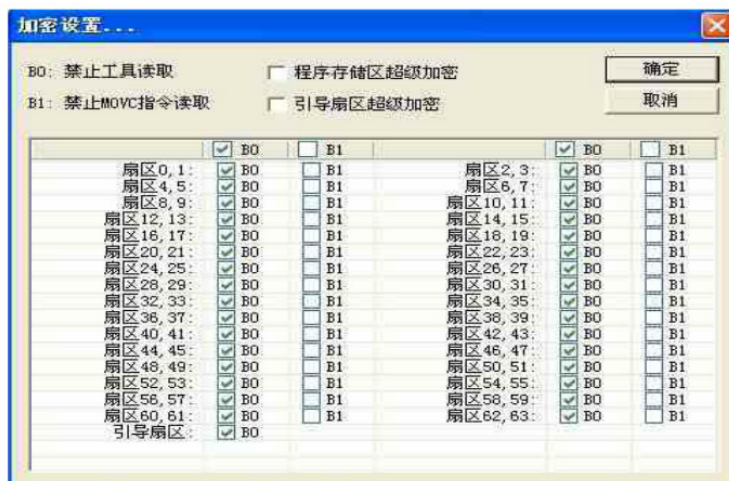 加密设置...
B0: 禁止工具读取 程序存储区超级加密 确定
B1: 禁止MOVC指令读取 引导扇区超级加密 取消
B0 B1 B0 B1
扇区0, 1: B0 B1 扇区2, 3: B0 B1
扇区4, 5: B0 B1 扇区6, 7: B0 B1
扇区8, 9: B0 B1 扇区10, 11: B0 B1
扇区12, 13: B0 B1 扇区14, 15: B0 B1
扇区16, 17: B0 B1 扇区18, 19: B0 B1
扇区20, 21: B0 B1 扇区22, 23: B0 B1
扇区24, 25: B0 B1 扇区26, 27: B0 B1
扇区28, 29: B0 B1 扇区30, 31: B0 B1
扇区32, 33: B0 B1 扇区34, 35: B0 B1
扇区36, 37: B0 B1 扇区38, 39: B0 B1
扇区40, 41: B0 B1 扇区42, 43: B0 B1
扇区44, 45: B0 B1 扇区46, 47: B0 B1
扇区48, 49: B0 B1 扇区50, 51: B0 B1
扇区52, 53: B0 B1 扇区54, 55: B0 B1
扇区56, 57: B0 B1 扇区58, 59: B0 B1
扇区60, 61: B0 B1 扇区62, 63: B0 B1
引导扇区: B0